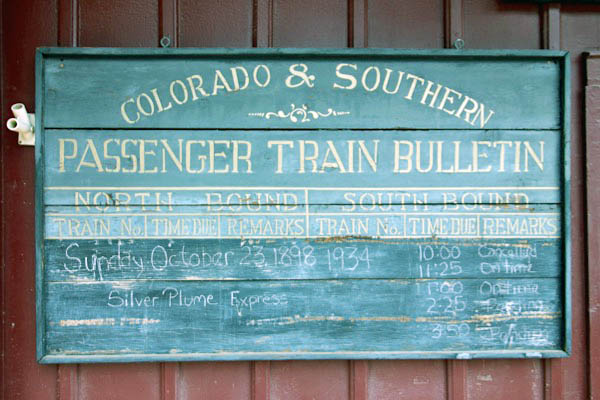 COLORADO & SOUTHERN
PASSENGER TRAIN BULLETIN
NORTH BOUND SOUTH BOUND
TRAIN No. TIME DUE REMARKS TRAIN No. TIME DUE REMARKS
Sunday October 23, 1898 1934 10:00 Cancelled
11:25 On time
Silver Plume Express 1:00 On time
2:25
3:50